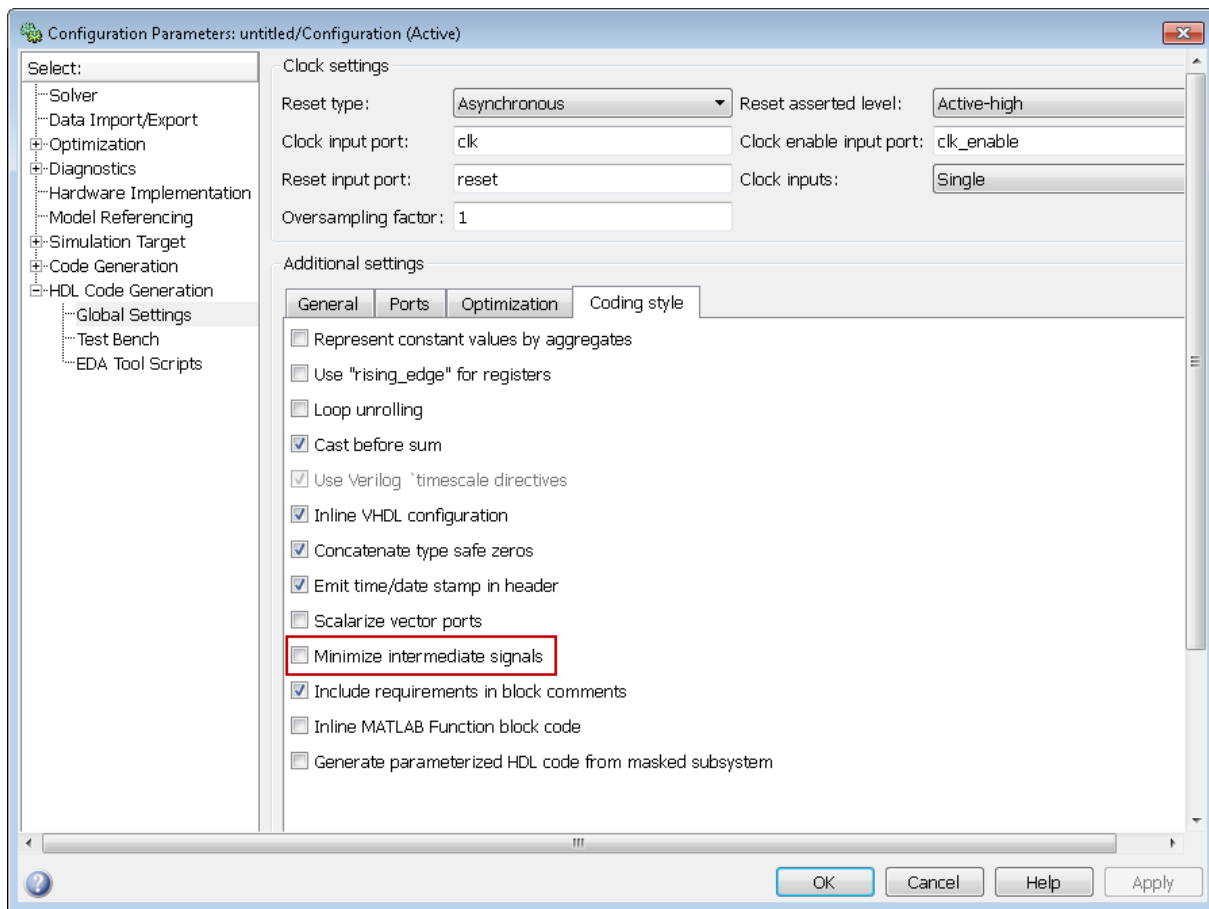 Configuration Parameters: untitled/Configuration (Active)
Select:
Solver
Data Import/Export
Optimization
Diagnostics
Hardware Implementation
Model Referencing
Simulation Target
Code Generation
HDL Code Generation
Global Settings
Test Bench
EDA Tool Scripts
Clock settings
Reset type: Asynchronous Reset asserted level: Active-high
Clock input port: clk Clock enable input port: clk_enable
Reset input port: reset Clock inputs: Single
Oversampling factor: 1
Additional settings
General Ports Optimization Coding style
Represent constant values by aggregates
Use "rising_edge" for registers
Loop unrolling
Cast before sum
Use Verilog `timescale directives
Inline VHDL configuration
Concatenate type safe zeros
Emit time/date stamp in header
Scalarize vector ports
Minimize intermediate signals
Include requirements in block comments
Inline MATLAB Function block code
Generate parameterized HDL code from masked subsystem
? OK Cancel Help Apply